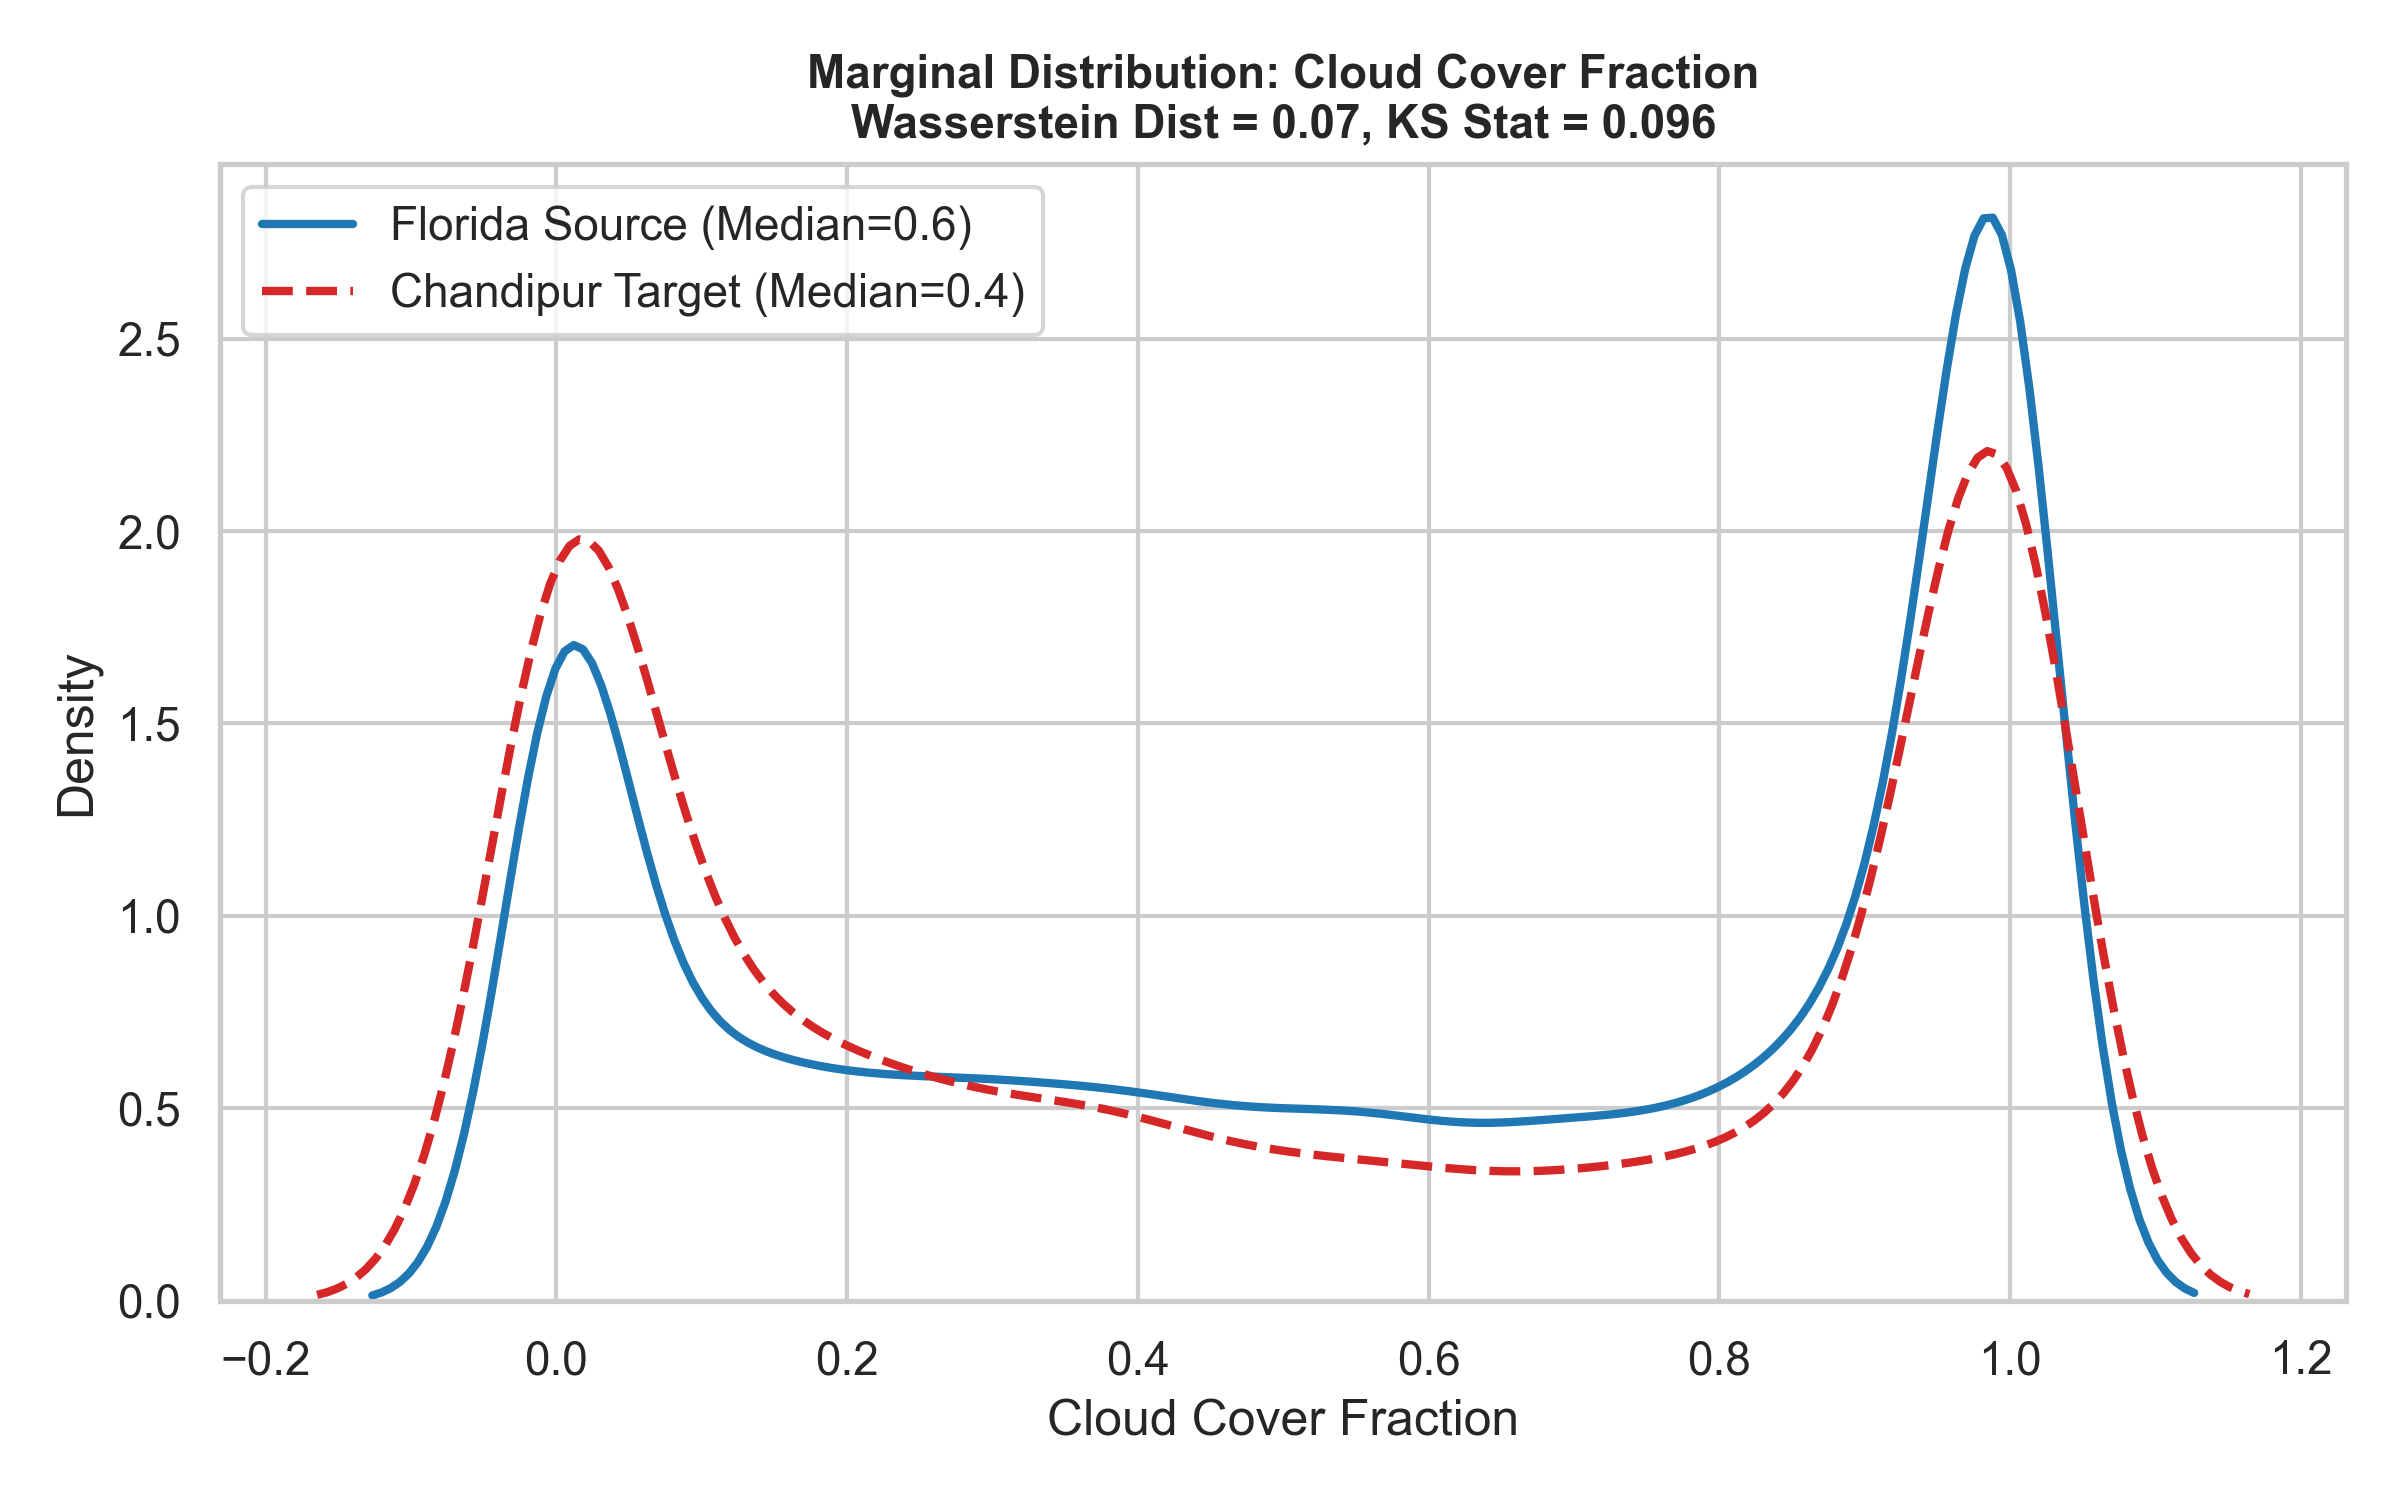 Marginal Distribution: Cloud Cover Fraction
Wasserstein Dist = 0.07, KS Stat = 0.096
Florida Source (Median=0.6)
Chandipur Target (Median=0.4)
2.5
2.0
1.5
1.0
0.5
0.0
Density
−0.2 0.0 0.2 0.4 0.6 0.8 1.0 1.2
Cloud Cover Fraction